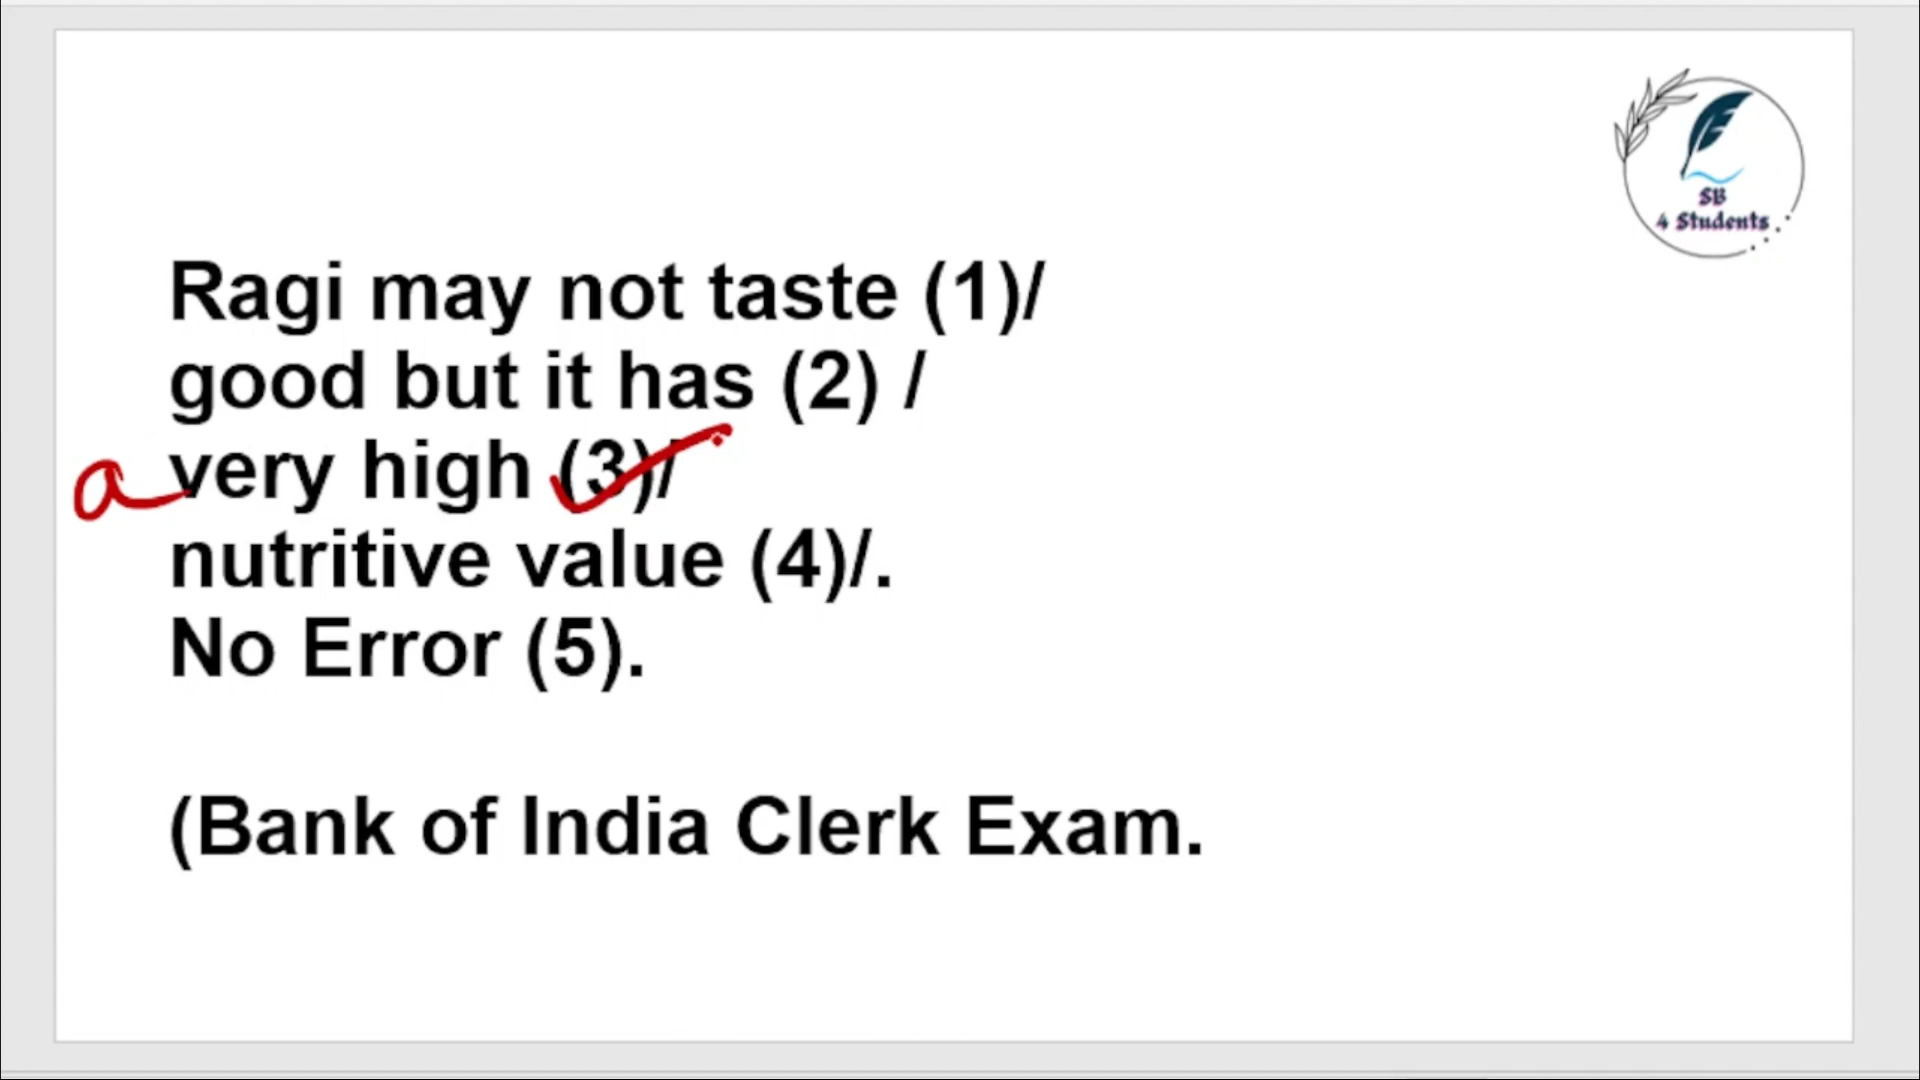 SB
4 Students
Ragi may not taste (1)/
good but it has (2) /
a very high (3)/
nutritive value (4)/.
No Error (5).
(Bank of India Clerk Exam.